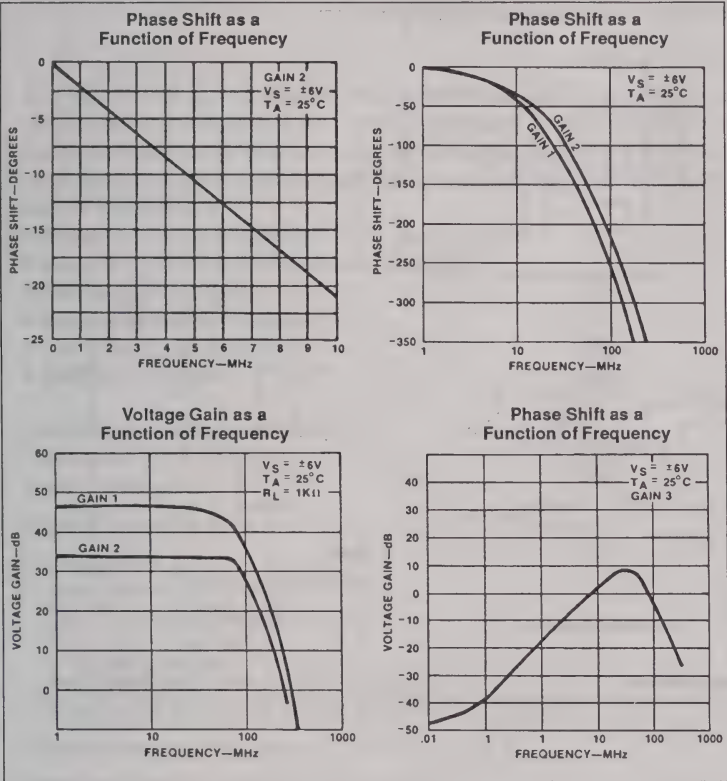 Phase Shift as a
Function of Frequency
GAIN 2
VS = ±6V
TA = 25°C
0
-5
-10
-15
-20
-25
PHASE SHIFT—DEGREES
0 1 2 3 4 5 6 7 8 9 10
FREQUENCY—MHz
Phase Shift as a
Function of Frequency
VS = ±6V
TA = 25°C
GAIN 2
GAIN 1
0
-50
-100
-150
-200
-250
-300
-350
PHASE SHIFT—DEGREES
1 10 100 1000
FREQUENCY—MHz
Voltage Gain as a
Function of Frequency
VS = ±6V
TA = 25°C
RL = 1KΩ
GAIN 1
GAIN 2
60
50
40
30
20
10
0
VOLTAGE GAIN—dB
1 10 100 1000
FREQUENCY—MHz
Phase Shift as a
Function of Frequency
VS = ±6V
TA = 25°C
GAIN 3
40
30
20
10
0
-10
-20
-30
-40
-50
VOLTAGE GAIN—dB
.01 1 1 10 100 1000
FREQUENCY—MHz